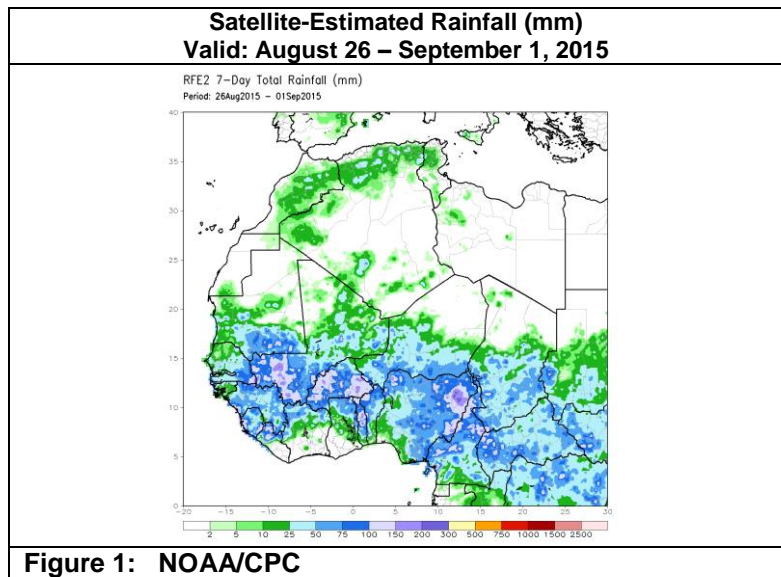 Satellite-Estimated Rainfall (mm)
Valid: August 26 – September 1, 2015
RFE2 7-Day Total Rainfall (mm)
Period: 26Aug2015 – 01Sep2015
40
35
30
25
20
15
10
5
0
-20 -15 -10 -5 0 5 10 15 20 25 30
2 5 10 25 50 75 100 150 200 300 500 750 1000 1500 2500
Figure 1: NOAA/CPC